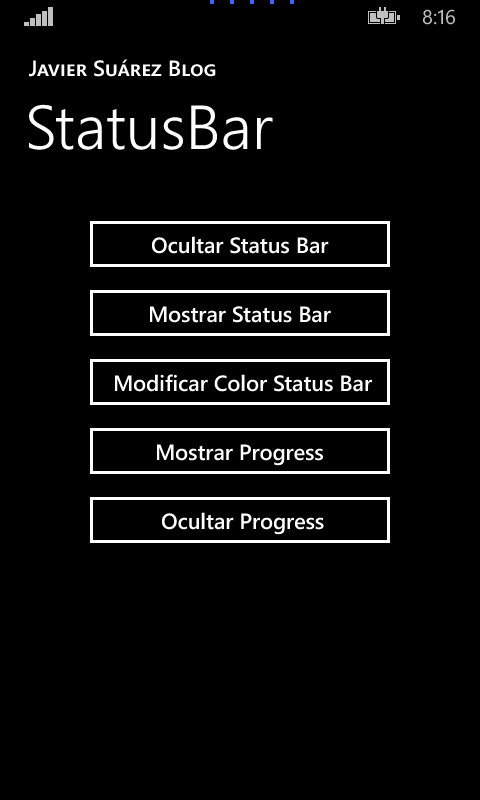 8:16
Javier Suárez Blog
StatusBar
Ocultar Status Bar
Mostrar Status Bar
Modificar Color Status Bar
Mostrar Progress
Ocultar Progress